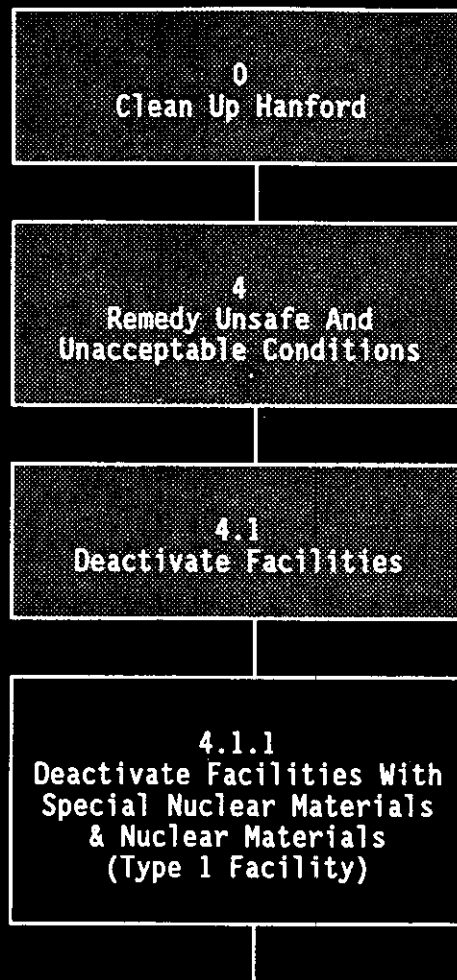 0
Clean Up Hanford
4
Remedy Unsafe And
Unacceptable Conditions
4.1
Deactivate Facilities
4.1.1
Deactivate Facilities With
Special Nuclear Materials
& Nuclear Materials
(Type 1 Facility)